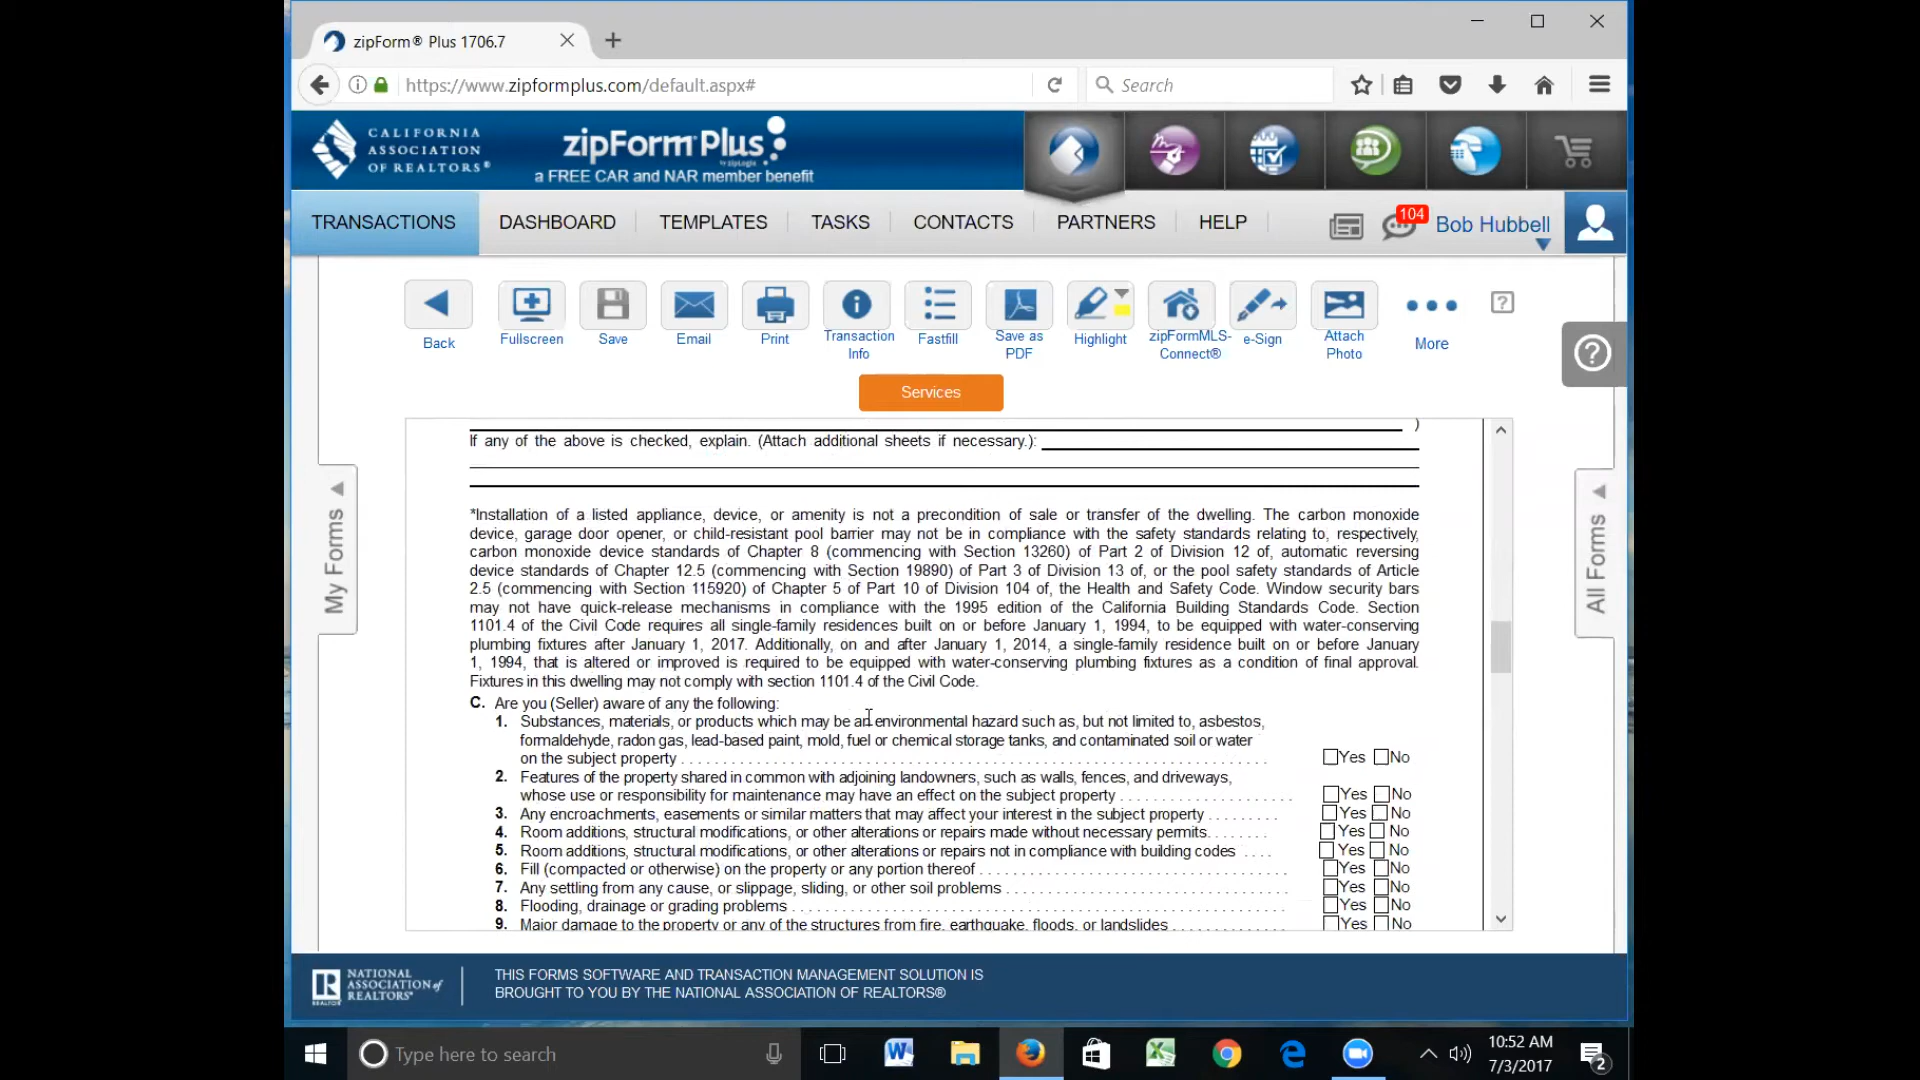 zipForm® Plus 1706.7
https://www.zipformplus.com/default.aspx#
Search
CALIFORNIA
ASSOCIATION
OF REALTORS®
zipForm Plus
by zipLogix
a FREE CAR and NAR member benefit
TRANSACTIONS DASHBOARD TEMPLATES TASKS CONTACTS PARTNERS HELP 104 Bob Hubbell
Back Fullscreen Save Email Print Transaction Info Fastfill Save as PDF Highlight zipFormMLS-Connect® e-Sign Attach Photo More
Services
My Forms
All Forms
)
If any of the above is checked, explain. (Attach additional sheets if necessary.):
*Installation of a listed appliance, device, or amenity is not a precondition of sale or transfer of the dwelling. The carbon monoxide
device, garage door opener, or child-resistant pool barrier may not be in compliance with the safety standards relating to, respectively,
carbon monoxide device standards of Chapter 8 (commencing with Section 13260) of Part 2 of Division 12 of, automatic reversing
device standards of Chapter 12.5 (commencing with Section 19890) of Part 3 of Division 13 of, or the pool safety standards of Article
2.5 (commencing with Section 115920) of Chapter 5 of Part 10 of Division 104 of, the Health and Safety Code. Window security bars
may not have quick-release mechanisms in compliance with the 1995 edition of the California Building Standards Code. Section
1101.4 of the Civil Code requires all single-family residences built on or before January 1, 1994, to be equipped with water-conserving
plumbing fixtures after January 1, 2017. Additionally, on and after January 1, 2014, a single-family residence built on or before January
1, 1994, that is altered or improved is required to be equipped with water-conserving plumbing fixtures as a condition of final approval.
Fixtures in this dwelling may not comply with section 1101.4 of the Civil Code.
C. Are you (Seller) aware of any the following:
1. Substances, materials, or products which may be an environmental hazard such as, but not limited to, asbestos,
formaldehyde, radon gas, lead-based paint, mold, fuel or chemical storage tanks, and contaminated soil or water
on the subject property Yes No
2. Features of the property shared in common with adjoining landowners, such as walls, fences, and driveways,
whose use or responsibility for maintenance may have an effect on the subject property Yes No
3. Any encroachments, easements or similar matters that may affect your interest in the subject property Yes No
4. Room additions, structural modifications, or other alterations or repairs made without necessary permits. Yes No
5. Room additions, structural modifications, or other alterations or repairs not in compliance with building codes Yes No
6. Fill (compacted or otherwise) on the property or any portion thereof Yes No
7. Any settling from any cause, or slippage, sliding, or other soil problems Yes No
8. Flooding, drainage or grading problems Yes No
9. Major damage to the property or any of the structures from fire, earthquake, floods, or landslides Yes No
NATIONAL
ASSOCIATION of
REALTORS®
THIS FORMS SOFTWARE AND TRANSACTION MANAGEMENT SOLUTION IS
BROUGHT TO YOU BY THE NATIONAL ASSOCIATION OF REALTORS®
Type here to search
10:52 AM
7/3/2017
2